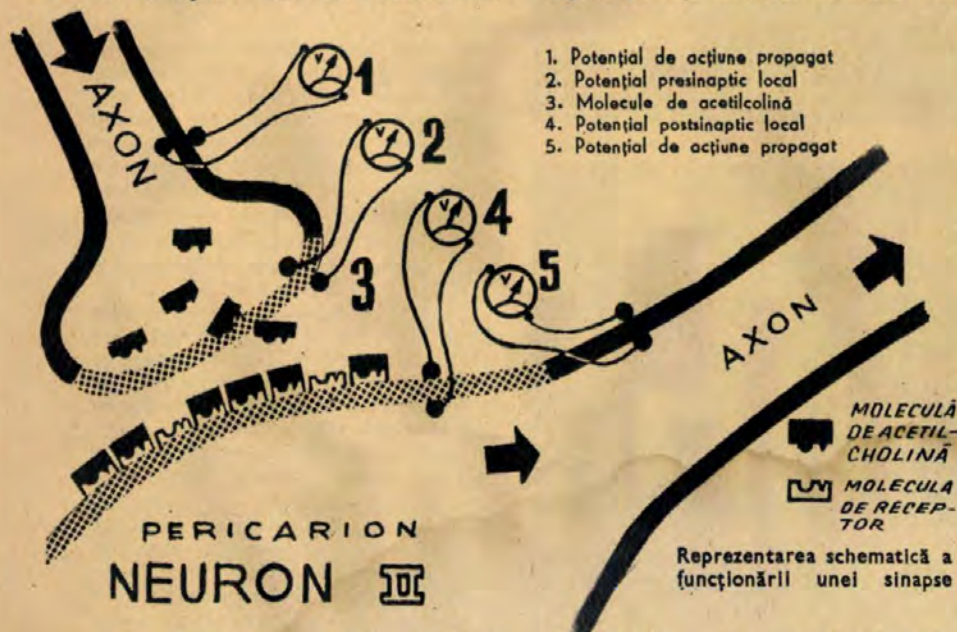 1. Potențial de acțiune propagat
2. Potențial presinaptic local
3. Molecule de acetilcolină
4. Potențial postsinaptic local
5. Potențial de acțiune propagat
AXON
1
V
2
V
3
4
V
5
V
AXON
MOLECULĂ
DE ACETIL-
CHOLINĂ
MOLECULA
DE RECEP-
TOR
PERICARION
NEURON II
Reprezentarea schematică a
funcționării unei sinapse